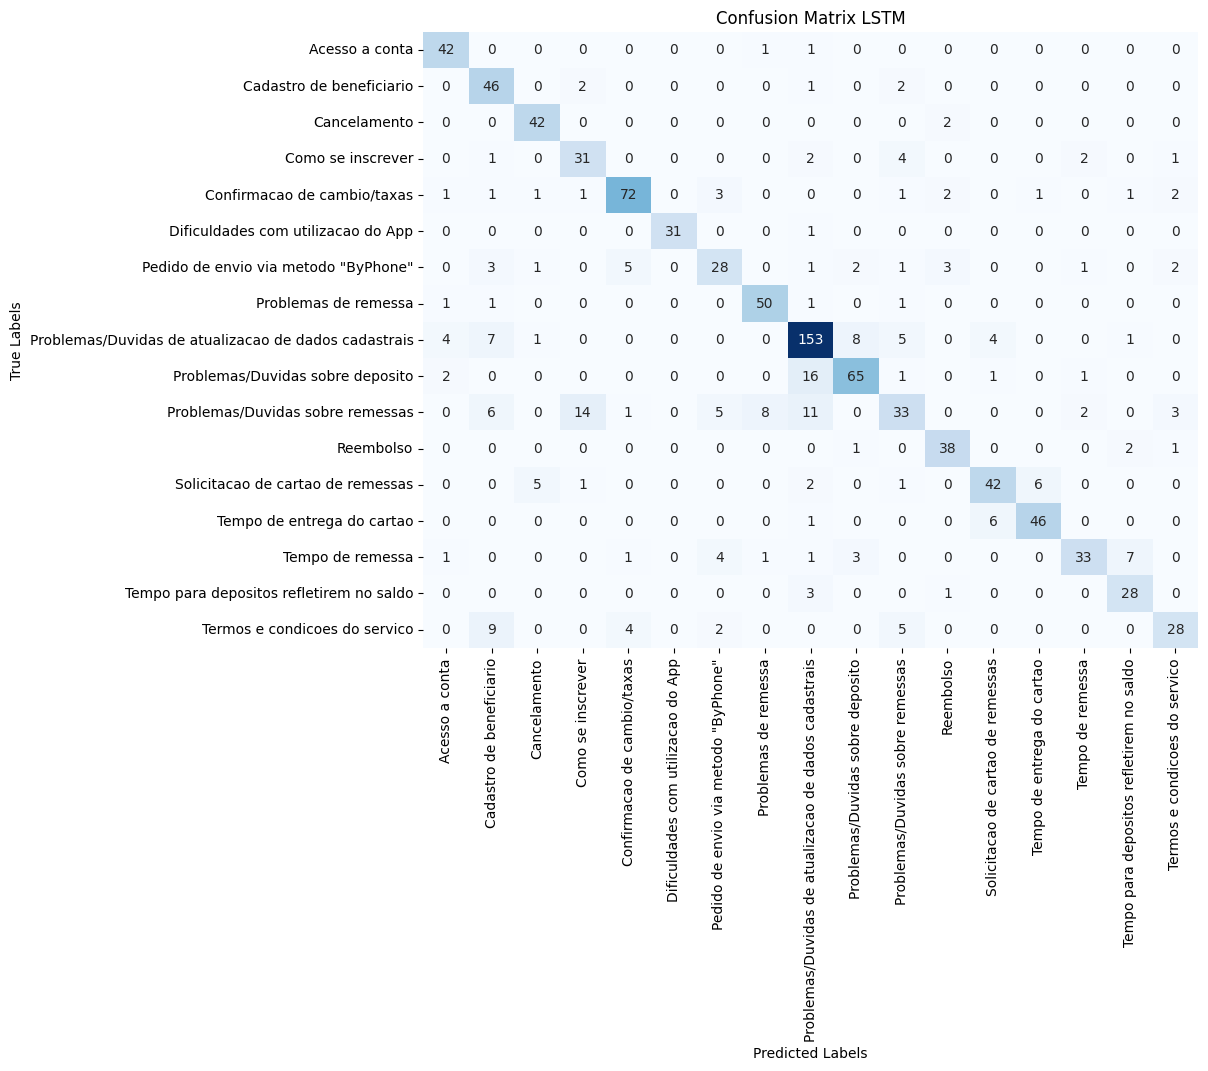 Confusion Matrix LSTM
True Labels
Acesso a conta 42 0 0 0 0 0 0 1 1 0 0 0 0 0 0 0 0
Cadastro de beneficiario 0 46 0 2 0 0 0 0 1 0 2 0 0 0 0 0 0
Cancelamento 0 0 42 0 0 0 0 0 0 0 0 2 0 0 0 0 0
Como se inscrever 0 1 0 31 0 0 0 0 2 0 4 0 0 0 2 0 1
Confirmacao de cambio/taxas 1 1 1 1 72 0 3 0 0 0 1 2 0 1 0 1 2
Dificuldades com utilizacao do App 0 0 0 0 0 31 0 0 1 0 0 0 0 0 0 0 0
Pedido de envio via metodo "ByPhone" 0 3 1 0 5 0 28 0 1 2 1 3 0 0 1 0 2
Problemas de remessa 1 1 0 0 0 0 0 50 1 0 1 0 0 0 0 0 0
Problemas/Duvidas de atualizacao de dados cadastrais 4 7 1 0 0 0 0 0 153 8 5 0 4 0 0 1 0
Problemas/Duvidas sobre deposito 2 0 0 0 0 0 0 0 16 65 1 0 1 0 1 0 0
Problemas/Duvidas sobre remessas 0 6 0 14 1 0 5 8 11 0 33 0 0 0 2 0 3
Reembolso 0 0 0 0 0 0 0 0 0 1 0 38 0 0 0 2 1
Solicitacao de cartao de remessas 0 0 5 1 0 0 0 0 2 0 1 0 42 6 0 0 0
Tempo de entrega do cartao 0 0 0 0 0 0 0 0 1 0 0 0 6 46 0 0 0
Tempo de remessa 1 0 0 0 1 0 4 1 1 3 0 0 0 0 33 7 0
Tempo para depositos refletirem no saldo 0 0 0 0 0 0 0 0 3 0 0 1 0 0 0 28 0
Termos e condicoes do servico 0 9 0 0 4 0 2 0 0 0 5 0 0 0 0 0 28
Acesso a conta
Cadastro de beneficiario
Cancelamento
Como se inscrever
Confirmacao de cambio/taxas
Dificuldades com utilizacao do App
Pedido de envio via metodo "ByPhone"
Problemas de remessa
Problemas/Duvidas de atualizacao de dados cadastrais
Problemas/Duvidas sobre deposito
Problemas/Duvidas sobre remessas
Reembolso
Solicitacao de cartao de remessas
Tempo de entrega do cartao
Tempo de remessa
Tempo para depositos refletirem no saldo
Termos e condicoes do servico
Predicted Labels